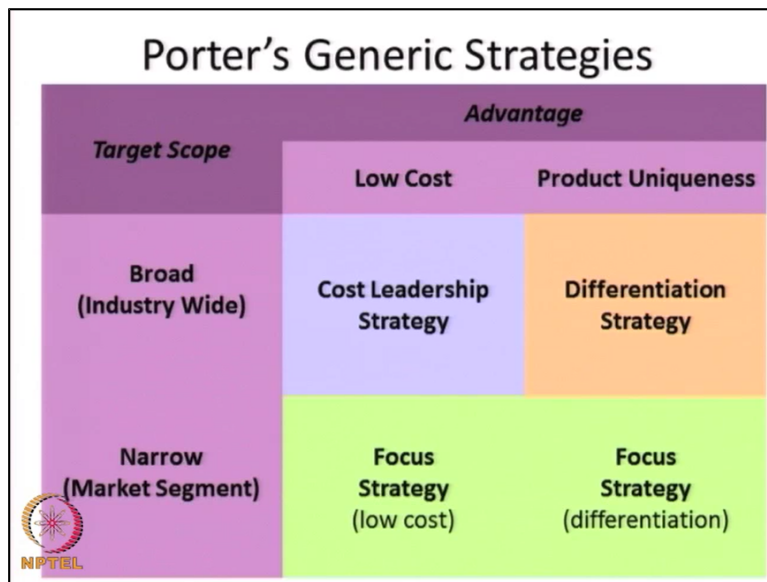 Porter's Generic Strategies
Target Scope
Advantage
Low Cost
Product Uniqueness
Broad
(Industry Wide)
Cost Leadership
Strategy
Differentiation
Strategy
Narrow
(Market Segment)
Focus
Strategy
(low cost)
Focus
Strategy
(differentiation)
NPTEL